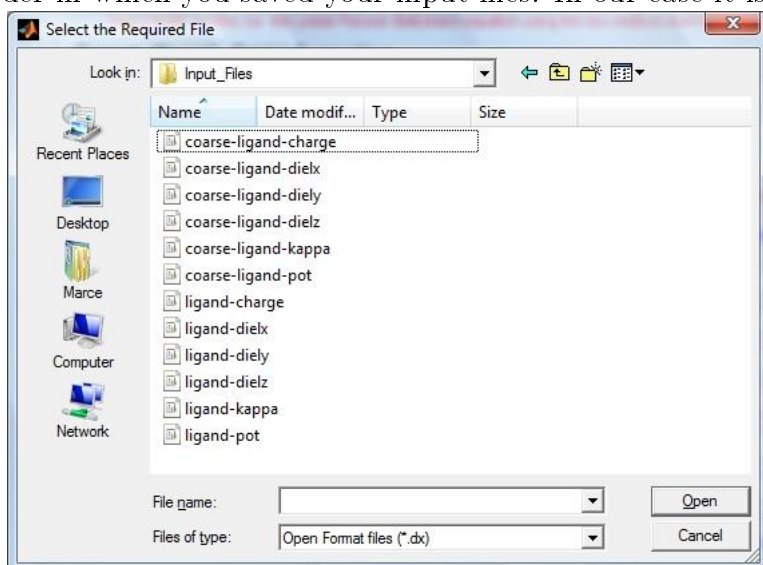 der in which you saved your input files. In our case it is
Select the Required File
Look in: Input_Files
Name Date modif... Type Size
Recent Places
Desktop
Marce
Computer
Network
coarse-ligand-charge
coarse-ligand-dielx
coarse-ligand-diely
coarse-ligand-dielz
coarse-ligand-kappa
coarse-ligand-pot
ligand-charge
ligand-dielx
ligand-diely
ligand-dielz
ligand-kappa
ligand-pot
File name: Open
Files of type: Open Format files (*.dx) Cancel